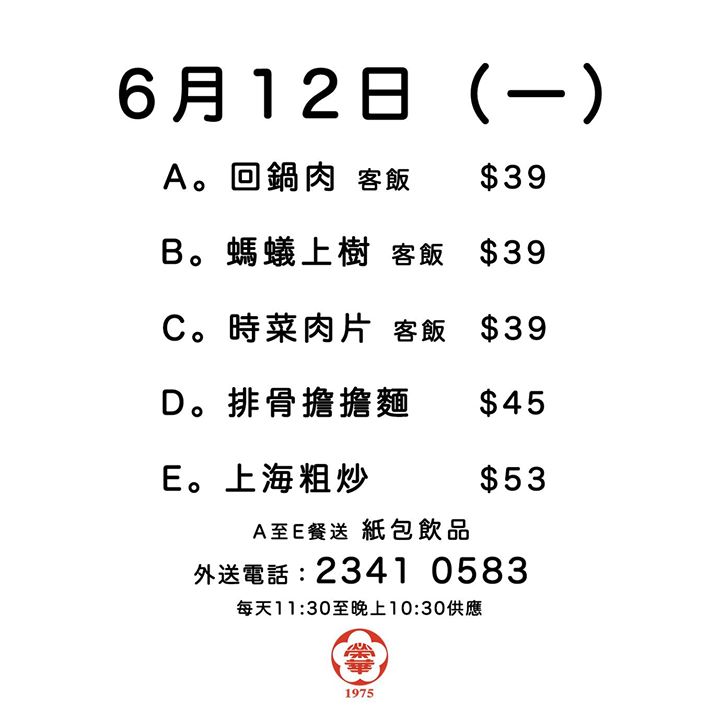 6月12日（一）
A。回鍋肉 客飯 $39
B。螞蟻上樹 客飯 $39
C。時菜肉片 客飯 $39
D。排骨擔擔麵 $45
E。上海粗炒 $53
A至E餐送 紙包飲品
外送電話：2341 0583
每天11:30至晚上10:30供應
榮華
1975